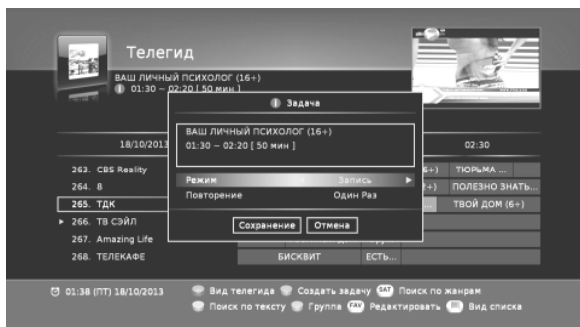 Телегид
ВАШ ЛИЧНЫЙ ПСИХОЛОГ (16+)
01:30 – 02:20 [ 50 мин ]
Задача
ВАШ ЛИЧНЫЙ ПСИХОЛОГ (16+)
01:30 – 02:20 [ 50 мин ]
18/10/2013
02:30
263. CBS Reality
6+)
ТЮРЬМА ...
264. 8
Режим
Запись
2+)
ПОЛЕЗНО ЗНАТЬ...
265. ТДК
Повторение
Один Раз
...
ТВОЙ ДОМ (6+)
266. ТВ СЭЙЛ
Сохранение
Отмена
267. Amazing Life
268. ТЕЛЕКАФЕ
БИСКВИТ
ЕСТЬ...
01:38 (ПТ) 18/10/2013
Вид телегида
Создать задачу
SAT Поиск по жанрам
Поиск по тексту
Группа
FAV Редактировать
Вид списка